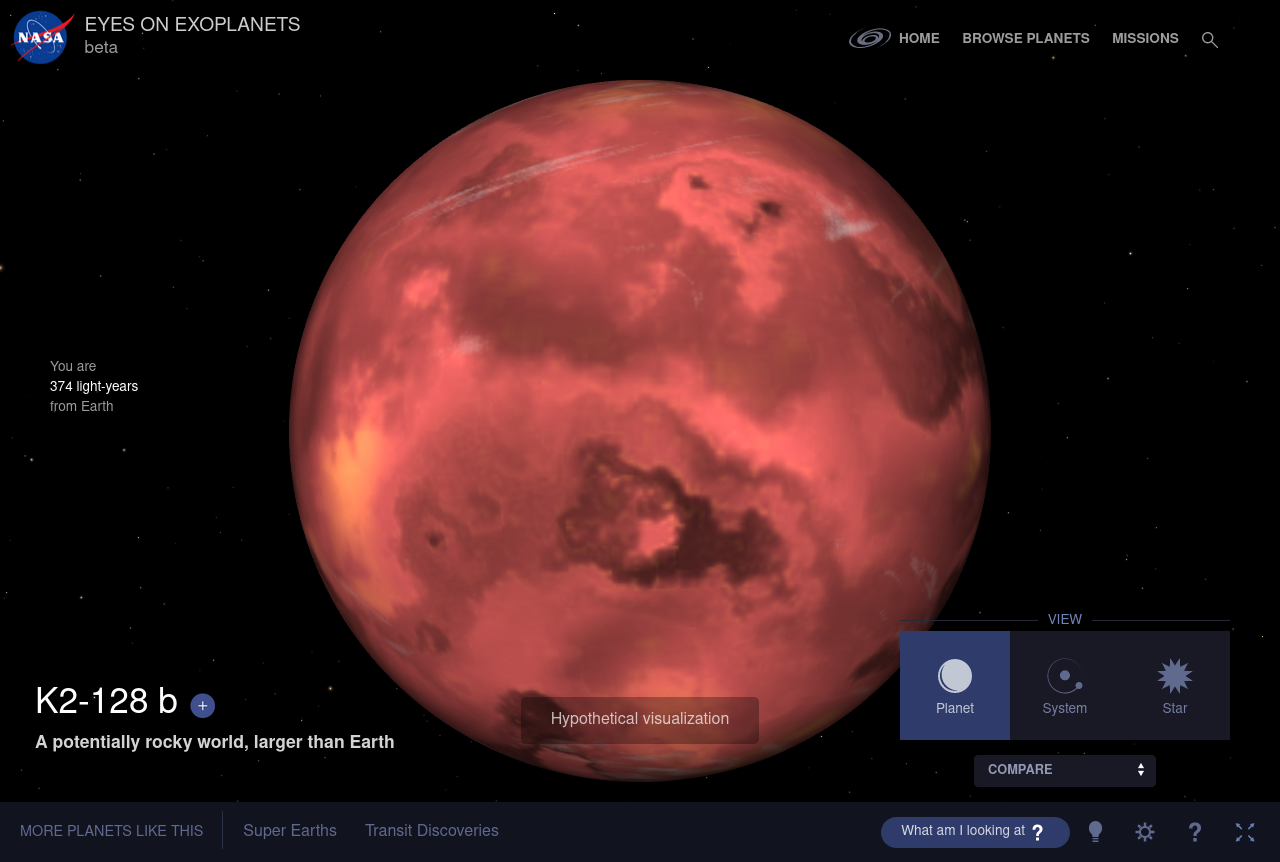 NASA
EYES ON EXOPLANETS
beta
HOME
BROWSE PLANETS
MISSIONS
You are
374 light-years
from Earth
VIEW
Planet
System
Star
COMPARE
K2-128 b +
A potentially rocky world, larger than Earth
Hypothetical visualization
MORE PLANETS LIKE THIS
Super Earths
Transit Discoveries
What am I looking at ?
?